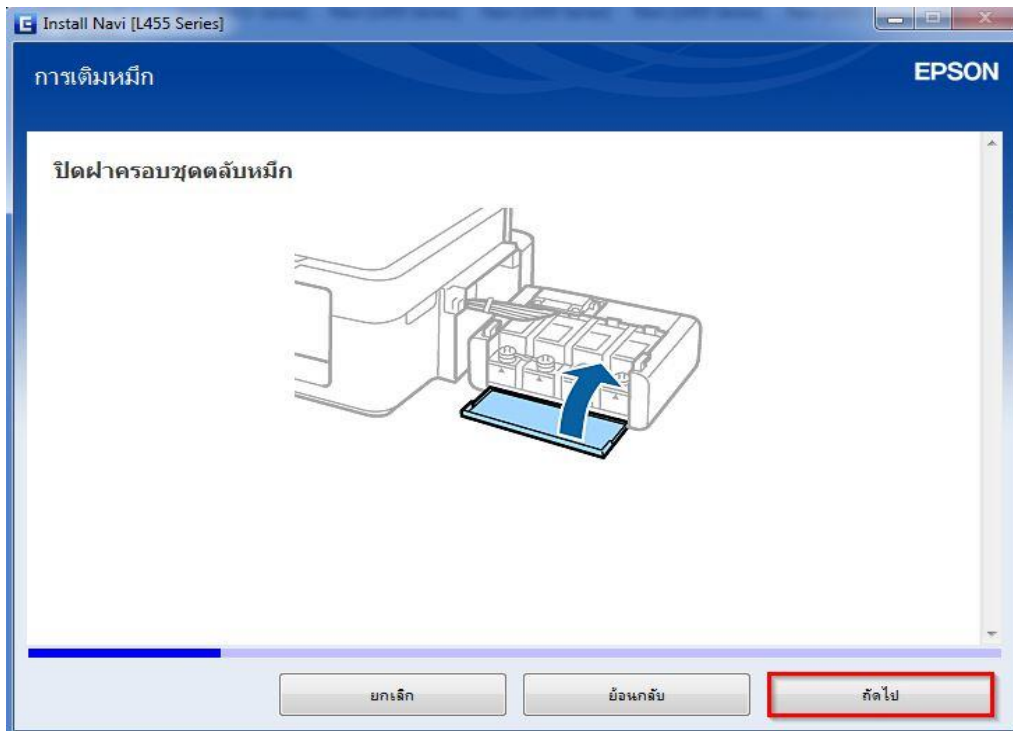 Install Navi [L455 Series]
การเติมหมึก
EPSON
ปิดฝาครอบชุดตลับหมึก
ยกเลิก
ย้อนกลับ
ถัดไป